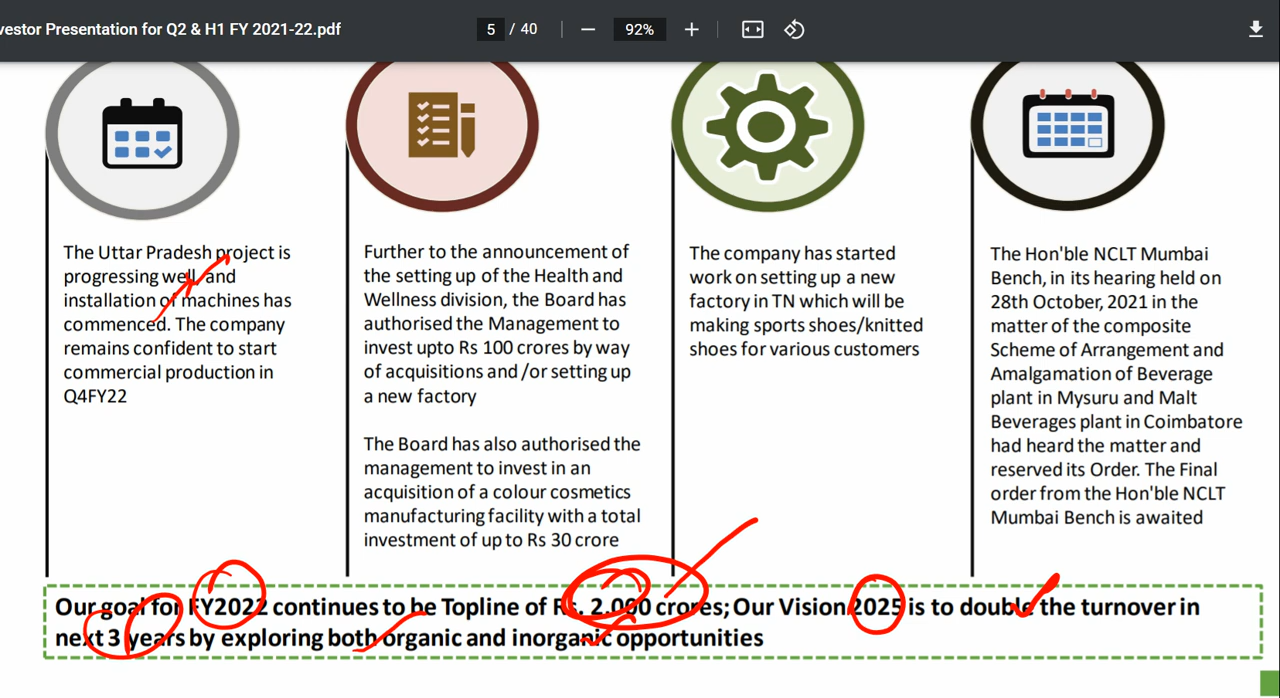 vestor Presentation for Q2 & H1 FY 2021-22.pdf
5 / 40
92%
The Uttar Pradesh project is
progressing well, and
installation of machines has
commenced. The company
remains confident to start
commercial production in
Q4FY22
Further to the announcement of
the setting up of the Health and
Wellness division, the Board has
authorised the Management to
invest upto Rs 100 crores by way
of acquisitions and /or setting up
a new factory
The Board has also authorised the
management to invest in an
acquisition of a colour cosmetics
manufacturing facility with a total
investment of up to Rs 30 crore
The company has started
work on setting up a new
factory in TN which will be
making sports shoes/knitted
shoes for various customers
The Hon'ble NCLT Mumbai
Bench, in its hearing held on
28th October, 2021 in the
matter of the composite
Scheme of Arrangement and
Amalgamation of Beverage
plant in Mysuru and Malt
Beverages plant in Coimbatore
had heard the matter and
reserved its Order. The Final
order from the Hon'ble NCLT
Mumbai Bench is awaited
Our goal for FY2022 continues to be Topline of Rs. 2,000 crores; Our Vision 2025 is to double the turnover in
next 3 years by exploring both organic and inorganic opportunities